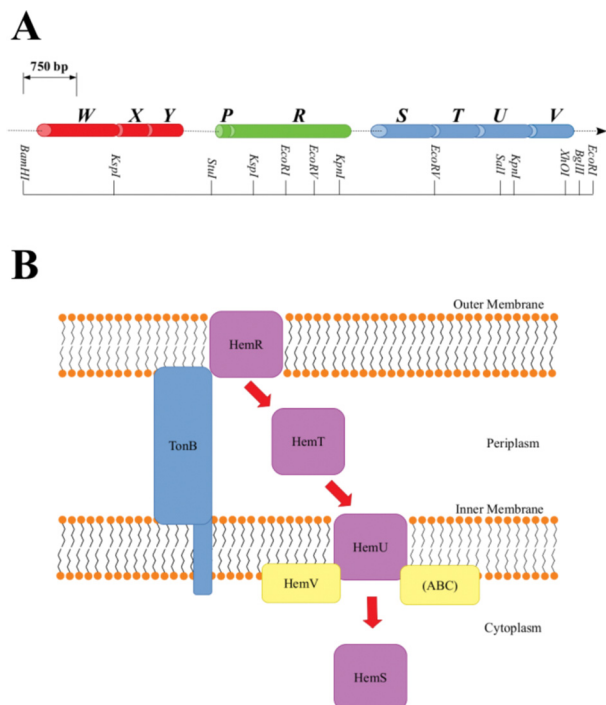 A
750 bp
W X Y P R S T U V
BamHI KspI StuI KspI EcoRI EcoRV KpnI EcoRV SalI KpnI XhOI BglII EcoRI
B
Outer Membrane
HemR
TonB
HemT
Periplasm
Inner Membrane
HemU
HemV
(ABC)
Cytoplasm
HemS